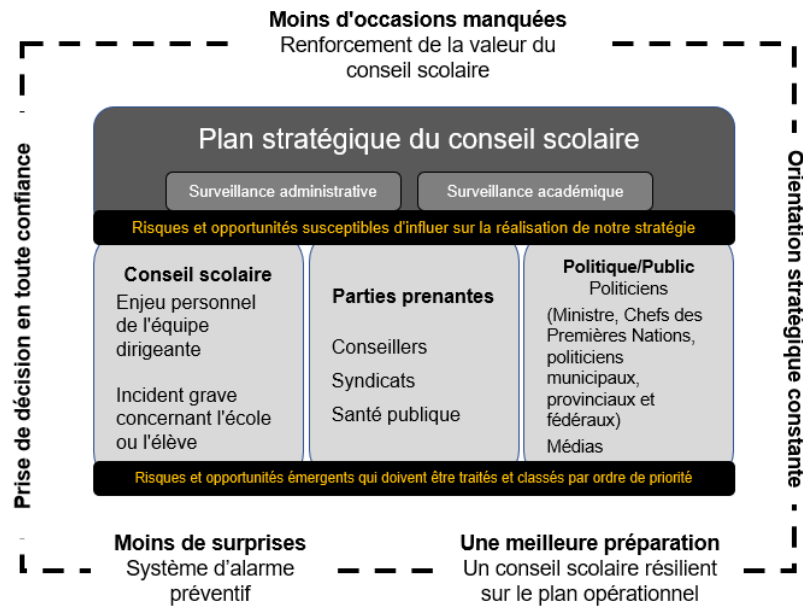 Moins d'occasions manquées
Renforcement de la valeur du
conseil scolaire
Prise de décision en toute confiance
Orientation stratégique constante
Plan stratégique du conseil scolaire
Surveillance administrative
Surveillance académique
Risques et opportunités susceptibles d'influer sur la réalisation de notre stratégie
Conseil scolaire
Enjeu personnel
de l'équipe
dirigeante
Incident grave
concernant l'école
ou l'élève
Parties prenantes
Conseillers
Syndicats
Santé publique
Politique/Public
Politiciens
(Ministre, Chefs des
Premières Nations,
politiciens
municipaux,
provinciaux et
fédéraux)
Médias
Risques et opportunités émergents qui doivent être traités et classés par ordre de priorité
Moins de surprises
Système d’alarme
préventif
Une meilleure préparation
Un conseil scolaire résilient
sur le plan opérationnel